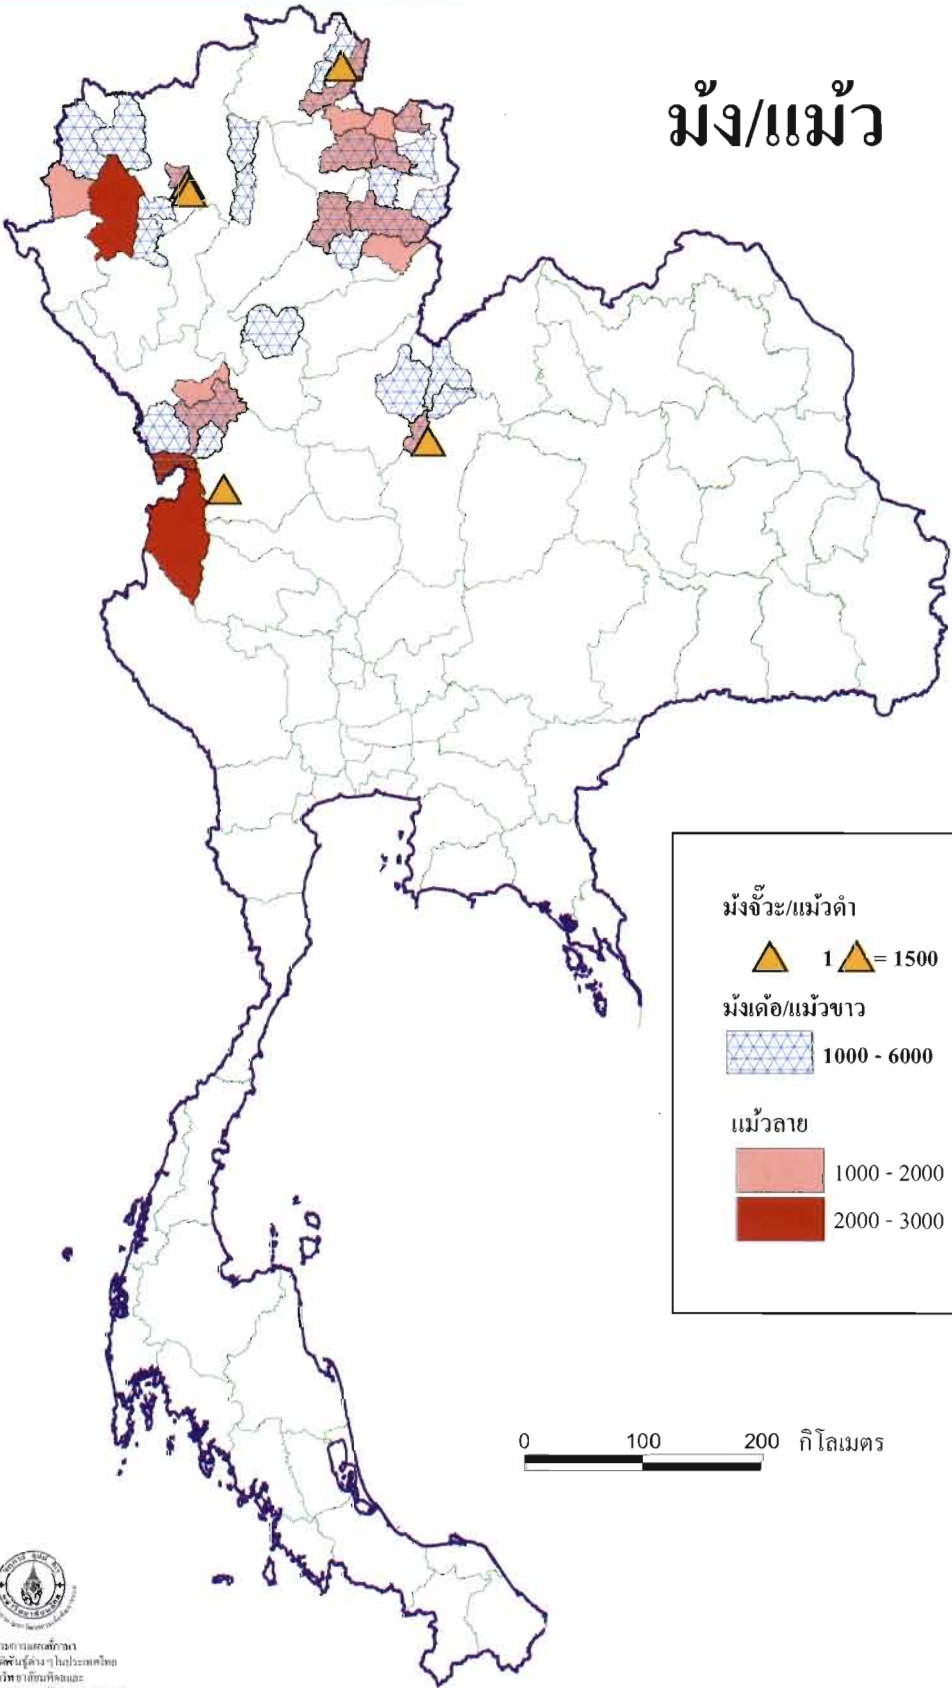 ม้ง/แม้ว
ม้งจั๊วะ/แม้วดำ
1 = 1500
ม้งเด้อ/แม้วขาว
1000 - 6000
แม้วลาย
1000 - 2000
2000 - 3000
0 100 200 กิโลเมตร